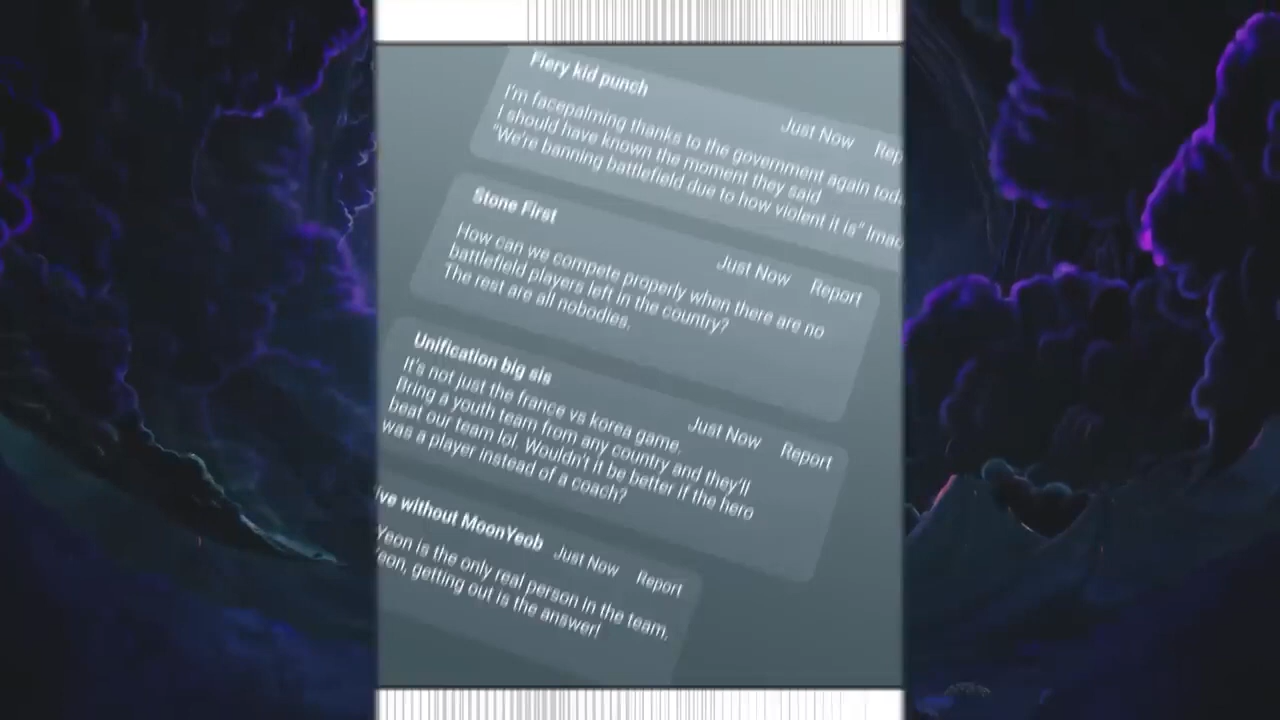 Fiery kid punch
Just Now
I'm facepalming thanks to the government again
I should have known the moment they said
"We're banning battlefield due to how violent it is"
Stone First
Just Now Report
How can we compete properly when there are no
battlefield players left in the country?
The rest are all nobodies.
Unification big sis
Just Now Report
It's not just the france vs korea game.
Bring a youth team from any country and they'll
beat our team lol. Wouldn't it be better if the hero
was a player instead of a coach?
without MoonYeob
Just Now Report
Yeon is the only real person in the team.
getting out is the answer!